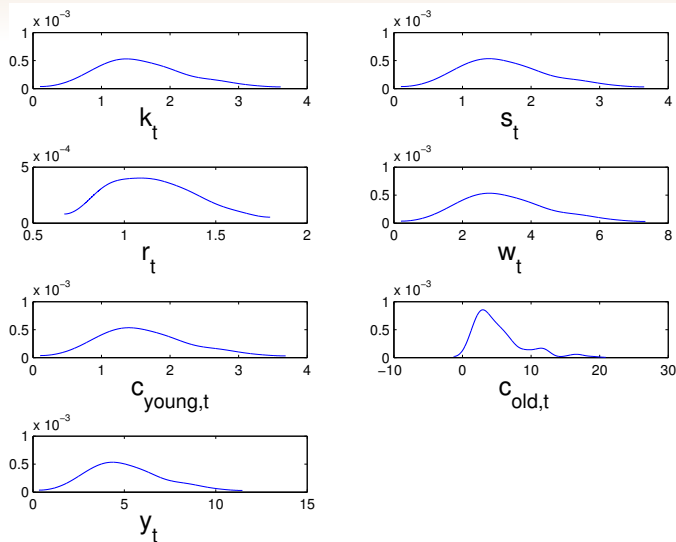 x 10⁻³
1
0.5
0
0 1 2 3 4
k_t
x 10⁻³
1
0.5
0
0 1 2 3 4
s_t
x 10⁻⁴
5
0
0.5 1 1.5 2
r_t
x 10⁻³
1
0.5
0
0 2 4 6 8
w_t
x 10⁻³
1
0.5
0
0 1 2 3 4
c_young,t
x 10⁻³
1
0.5
0
−10 0 10 20 30
c_old,t
x 10⁻³
1
0.5
0
0 5 10 15
y_t